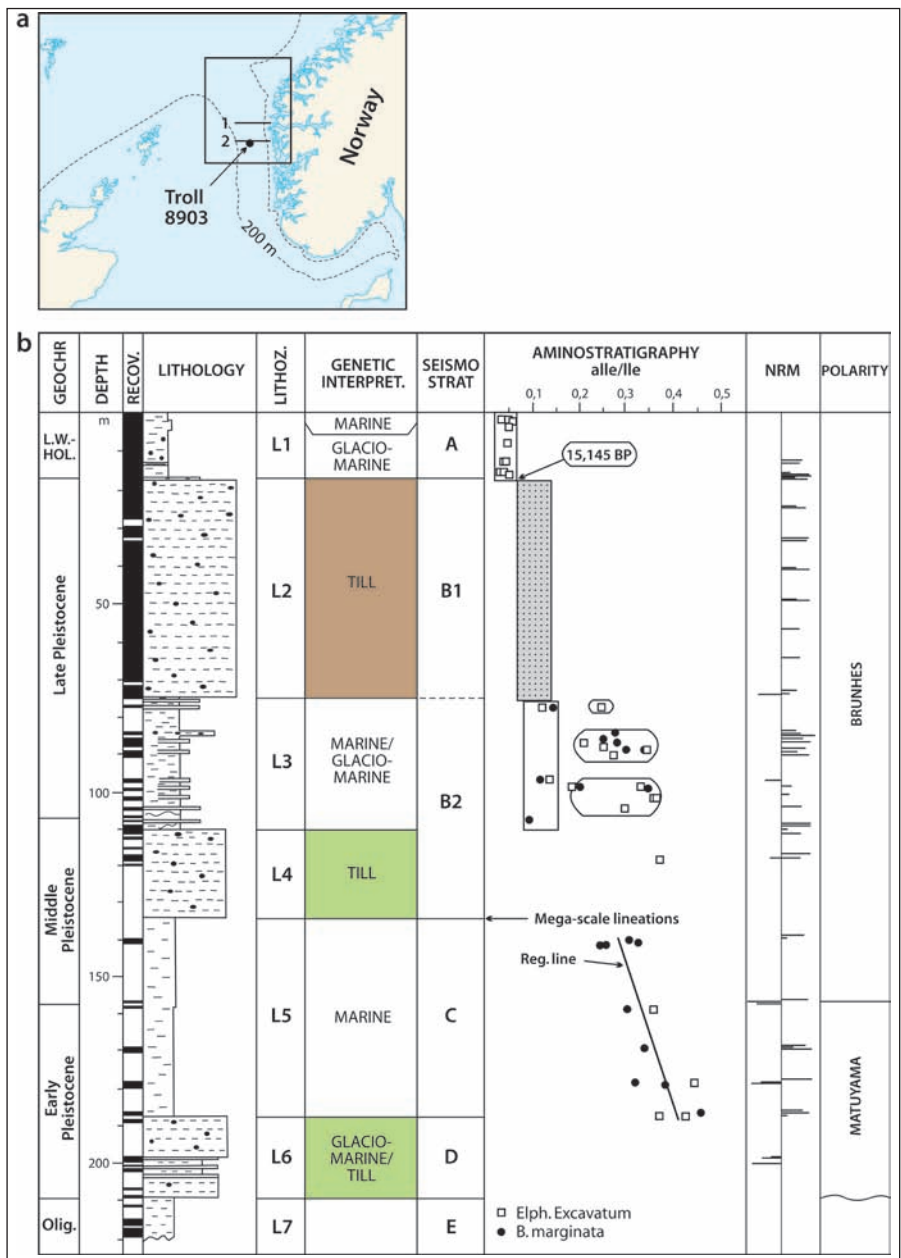 a
1
2
Troll
8903
200 m
Norway
b
GEOCHR
DEPTH
RECOV.
LITHOLOGY
LITHOZ.
GENETIC
INTERPRET.
SEISMO
STRAT
AMINOSTRATIGRAPHY
alle/Ile
0,1 0,2 0,3 0,4 0,5
NRM
POLARITY
L.W.-
HOL.
m
L1
MARINE
GLACIO-
MARINE
A
15,145 BP
Late Pleistocene
50
L2
TILL
B1
BRUNHES
L3
MARINE/
GLACIO-
MARINE
B2
100
Middle
Pleistocene
L4
TILL
Mega-scale lineations
Reg. line
150
L5
MARINE
C
Early
Pleistocene
MATUYAMA
200
L6
GLACIO-
MARINE/
TILL
D
Olig.
L7
E
Elph. Excavatum
B. marginata